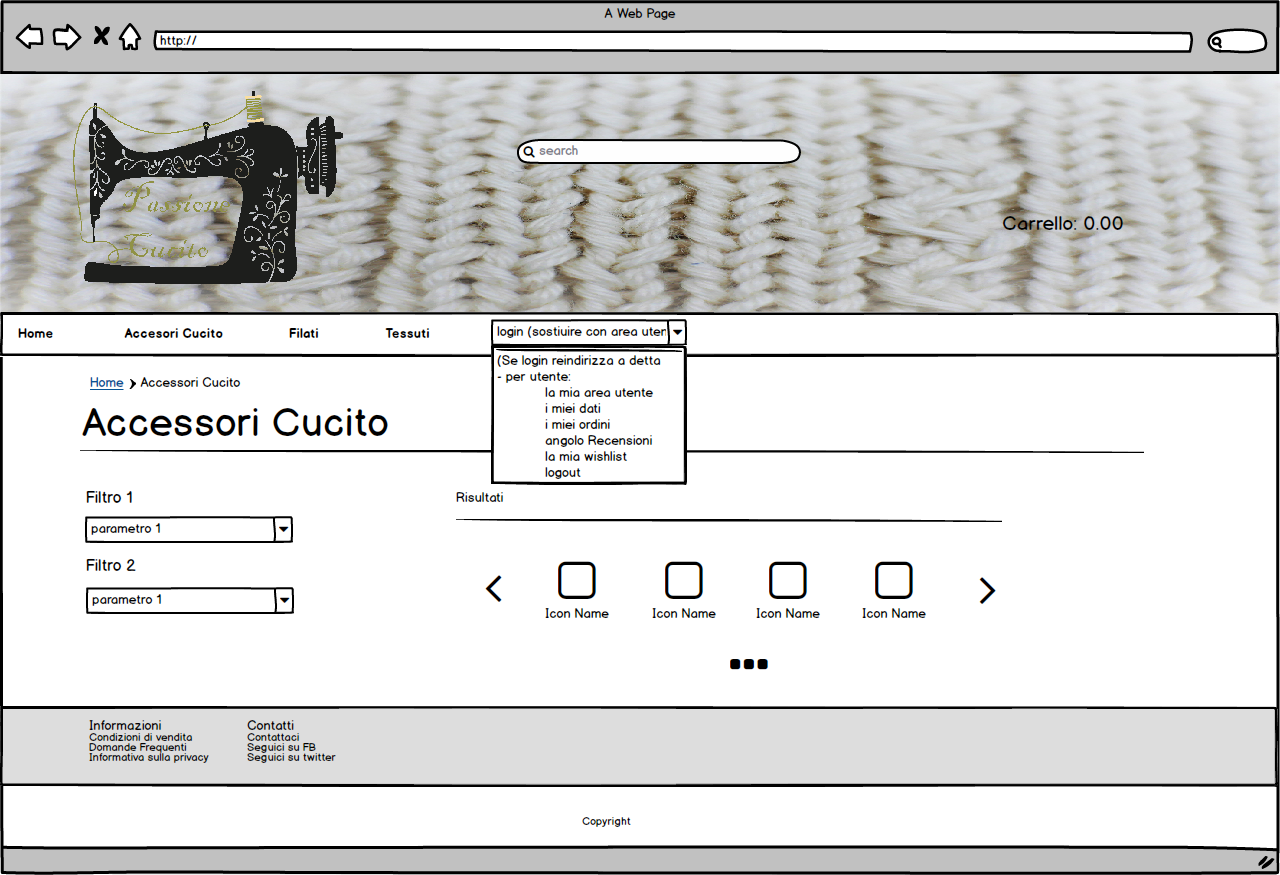 A Web Page
http://
search
Passione
Cucito
Carrello: 0.00
Home
Accesori Cucito
Filati
Tessuti
login (sostiuire con area uter
(Se login reindirizza a detta
- per utente:
la mia area utente
i miei dati
i miei ordini
angolo Recensioni
la mia wishlist
logout
Home
Accessori Cucito
Accessori Cucito
Filtro 1
parametro 1
Filtro 2
parametro 1
Risultati
Icon Name
Icon Name
Icon Name
Icon Name
Informazioni
Condizioni di vendita
Domande Frequenti
Informativa sulla privacy
Contatti
Contattaci
Seguici su FB
Seguici su twitter
Copyright